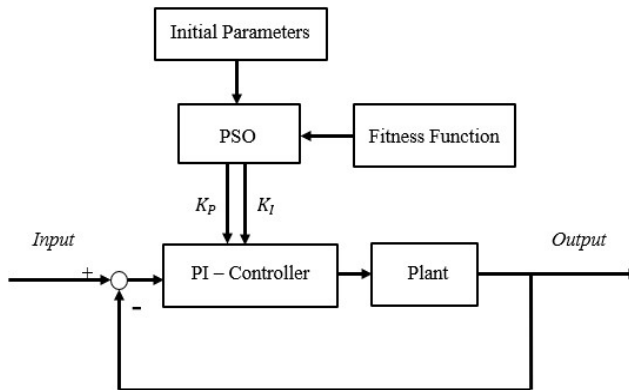 Initial Parameters
PSO
Fitness Function
K_P
K_I
Input
Output
+
PI – Controller
Plant
-